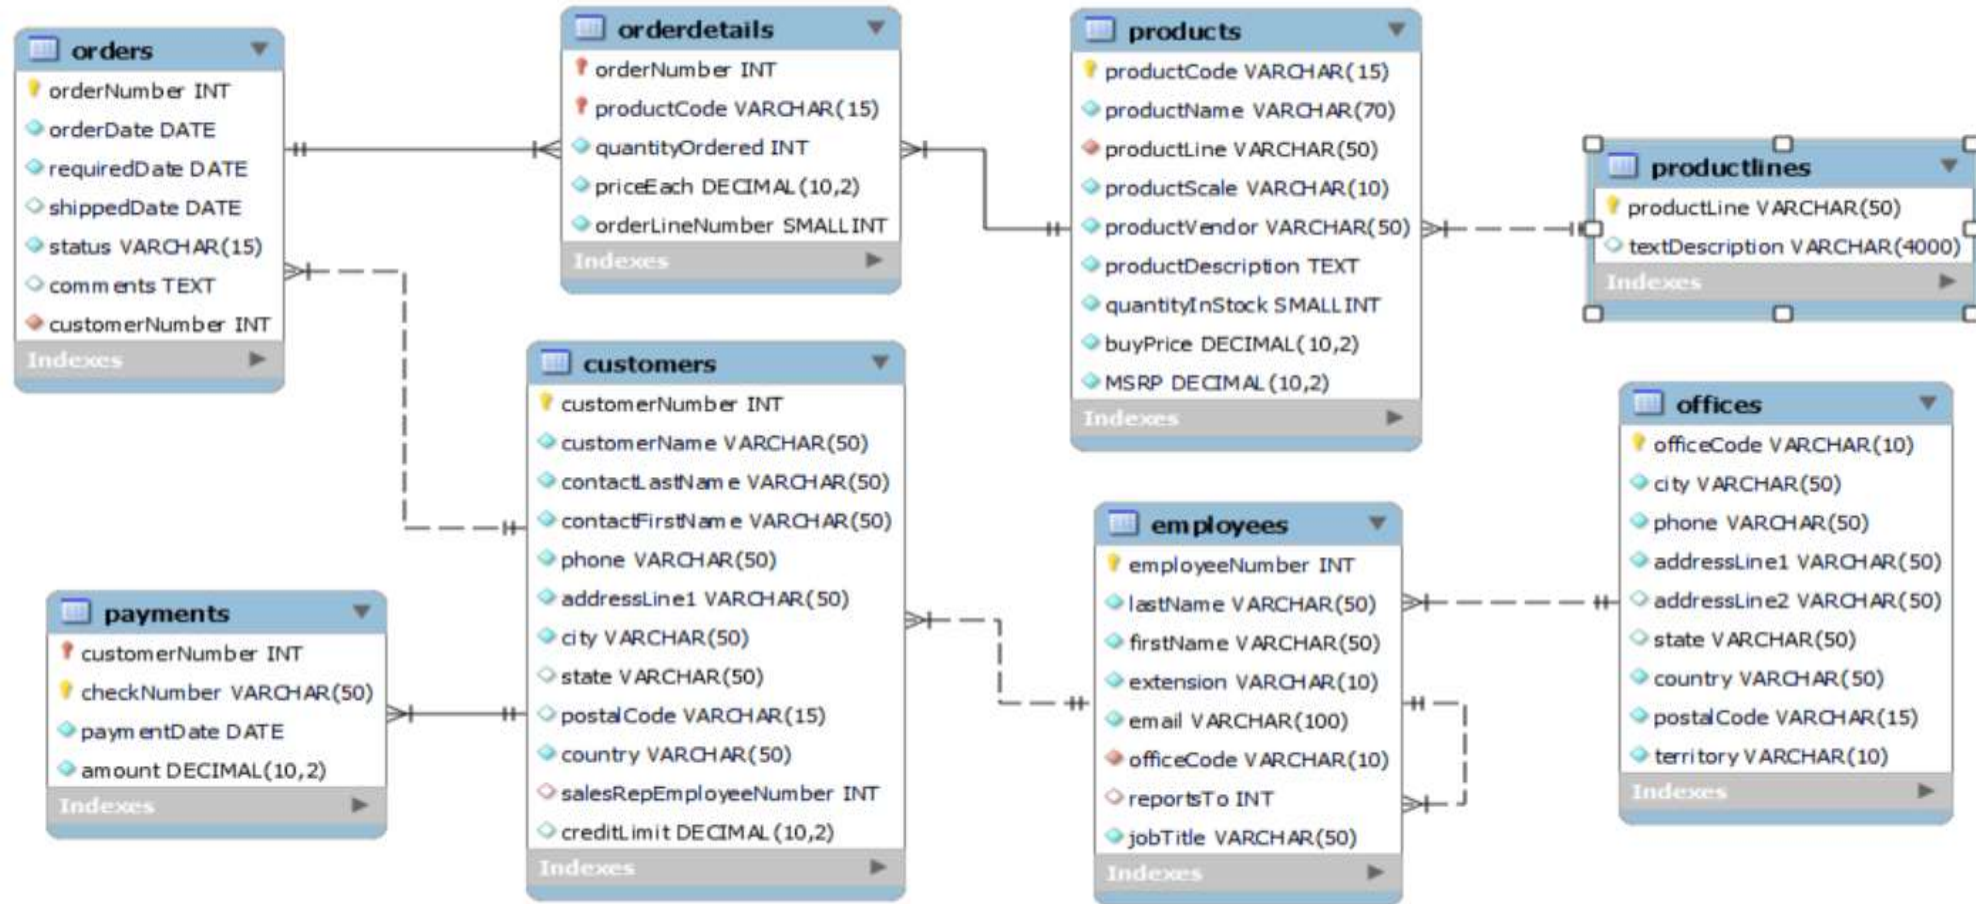 orders
orderNumber INT
orderDate DATE
requiredDate DATE
shippedDate DATE
status VARCHAR(15)
comments TEXT
customerNumber INT
Indexes
orderdetails
orderNumber INT
productCode VARCHAR(15)
quantityOrdered INT
priceEach DECIMAL(10,2)
orderLineNumber SMALLINT
Indexes
products
productCode VARCHAR(15)
productName VARCHAR(70)
productLine VARCHAR(50)
productScale VARCHAR(10)
productVendor VARCHAR(50)
productDescription TEXT
quantityInStock SMALLINT
buyPrice DECIMAL(10,2)
MSRP DECIMAL(10,2)
Indexes
productlines
productLine VARCHAR(50)
textDescription VARCHAR(4000)
Indexes
payments
customerNumber INT
checkNumber VARCHAR(50)
paymentDate DATE
amount DECIMAL(10,2)
Indexes
customers
customerNumber INT
customerName VARCHAR(50)
contactLastName VARCHAR(50)
contactFirstName VARCHAR(50)
phone VARCHAR(50)
addressLine1 VARCHAR(50)
city VARCHAR(50)
state VARCHAR(50)
postalCode VARCHAR(15)
country VARCHAR(50)
salesRepEmployeeNumber INT
creditLimit DECIMAL(10,2)
Indexes
employees
employeeNumber INT
lastName VARCHAR(50)
firstName VARCHAR(50)
extension VARCHAR(10)
email VARCHAR(100)
officeCode VARCHAR(10)
reportsTo INT
jobTitle VARCHAR(50)
Indexes
offices
officeCode VARCHAR(10)
city VARCHAR(50)
phone VARCHAR(50)
addressLine1 VARCHAR(50)
addressLine2 VARCHAR(50)
state VARCHAR(50)
country VARCHAR(50)
postalCode VARCHAR(15)
territory VARCHAR(10)
Indexes